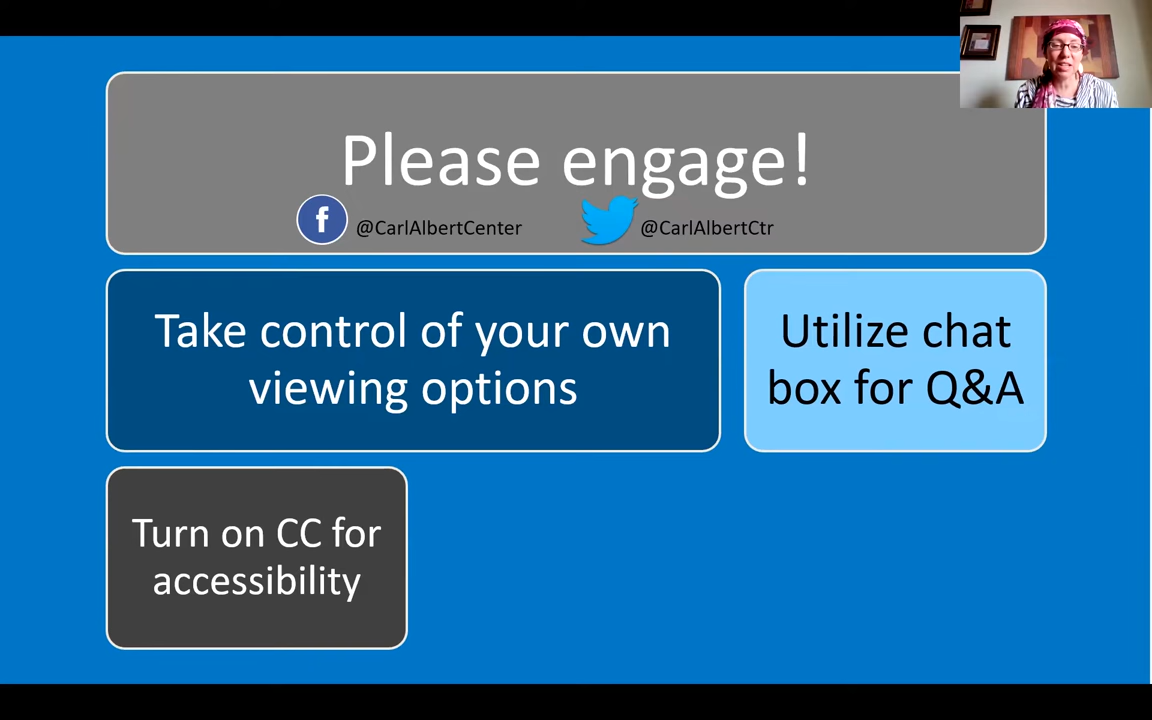 Please engage!
f @CarlAlbertCenter @CarlAlbertCtr
Take control of your own
viewing options
Utilize chat
box for Q&A
Turn on CC for
accessibility